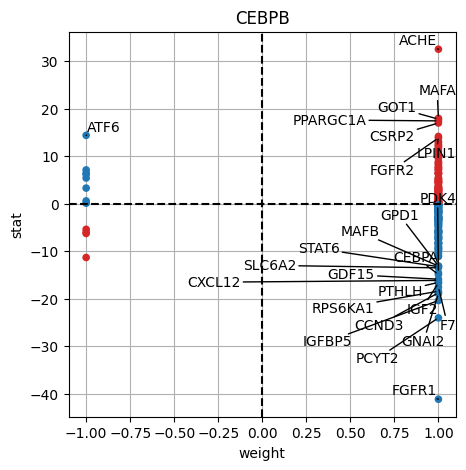 CEBPB
ACHE
MAFA
GOT1
PPARGC1A
ATF6
CSRP2
LPIN1
FGFR2
PDK4
GPD1
MAFB
STAT6
CEBPA
SLC6A2
GDF15
CXCL12
PTHLH
RPS6KA1
IGF2
CCND3
F7
IGFBP5
GNAI2
PCYT2
FGFR1
30
20
10
0
−10
−20
−30
−40
stat
−1.00 −0.75 −0.50 −0.25 0.00 0.25 0.50 0.75 1.00
weight